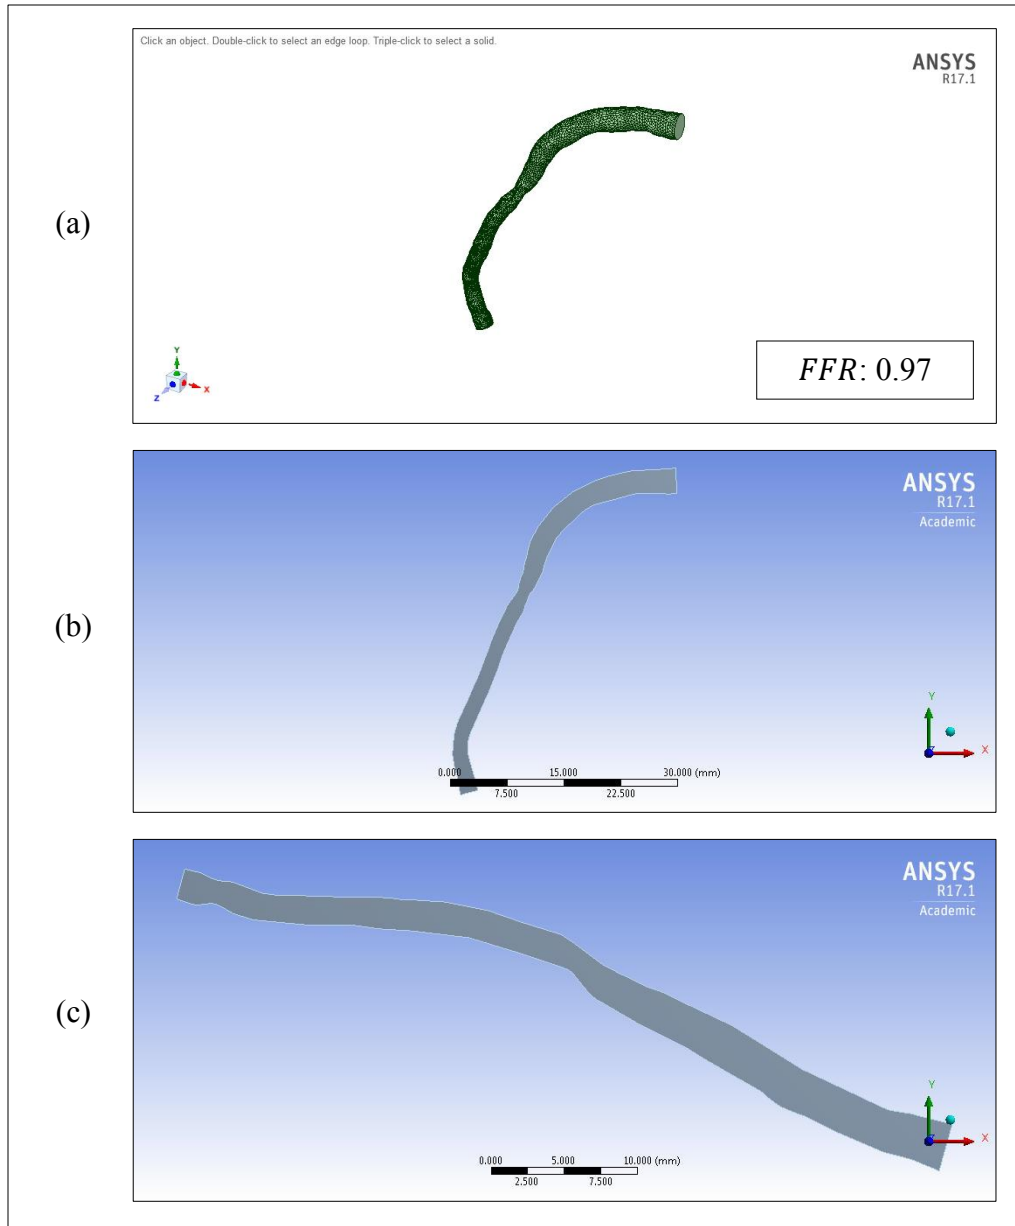 Click an object. Double-click to select an edge loop. Triple-click to select a solid.
ANSYS
R17.1
(a)
Y
X
Z
FFR: 0.97
ANSYS
R17.1
Academic
(b)
Y
X
Z
0.000 15.000 30.000 (mm)
7.500 22.500
ANSYS
R17.1
Academic
(c)
Y
X
Z
0.000 5.000 10.000 (mm)
2.500 7.500